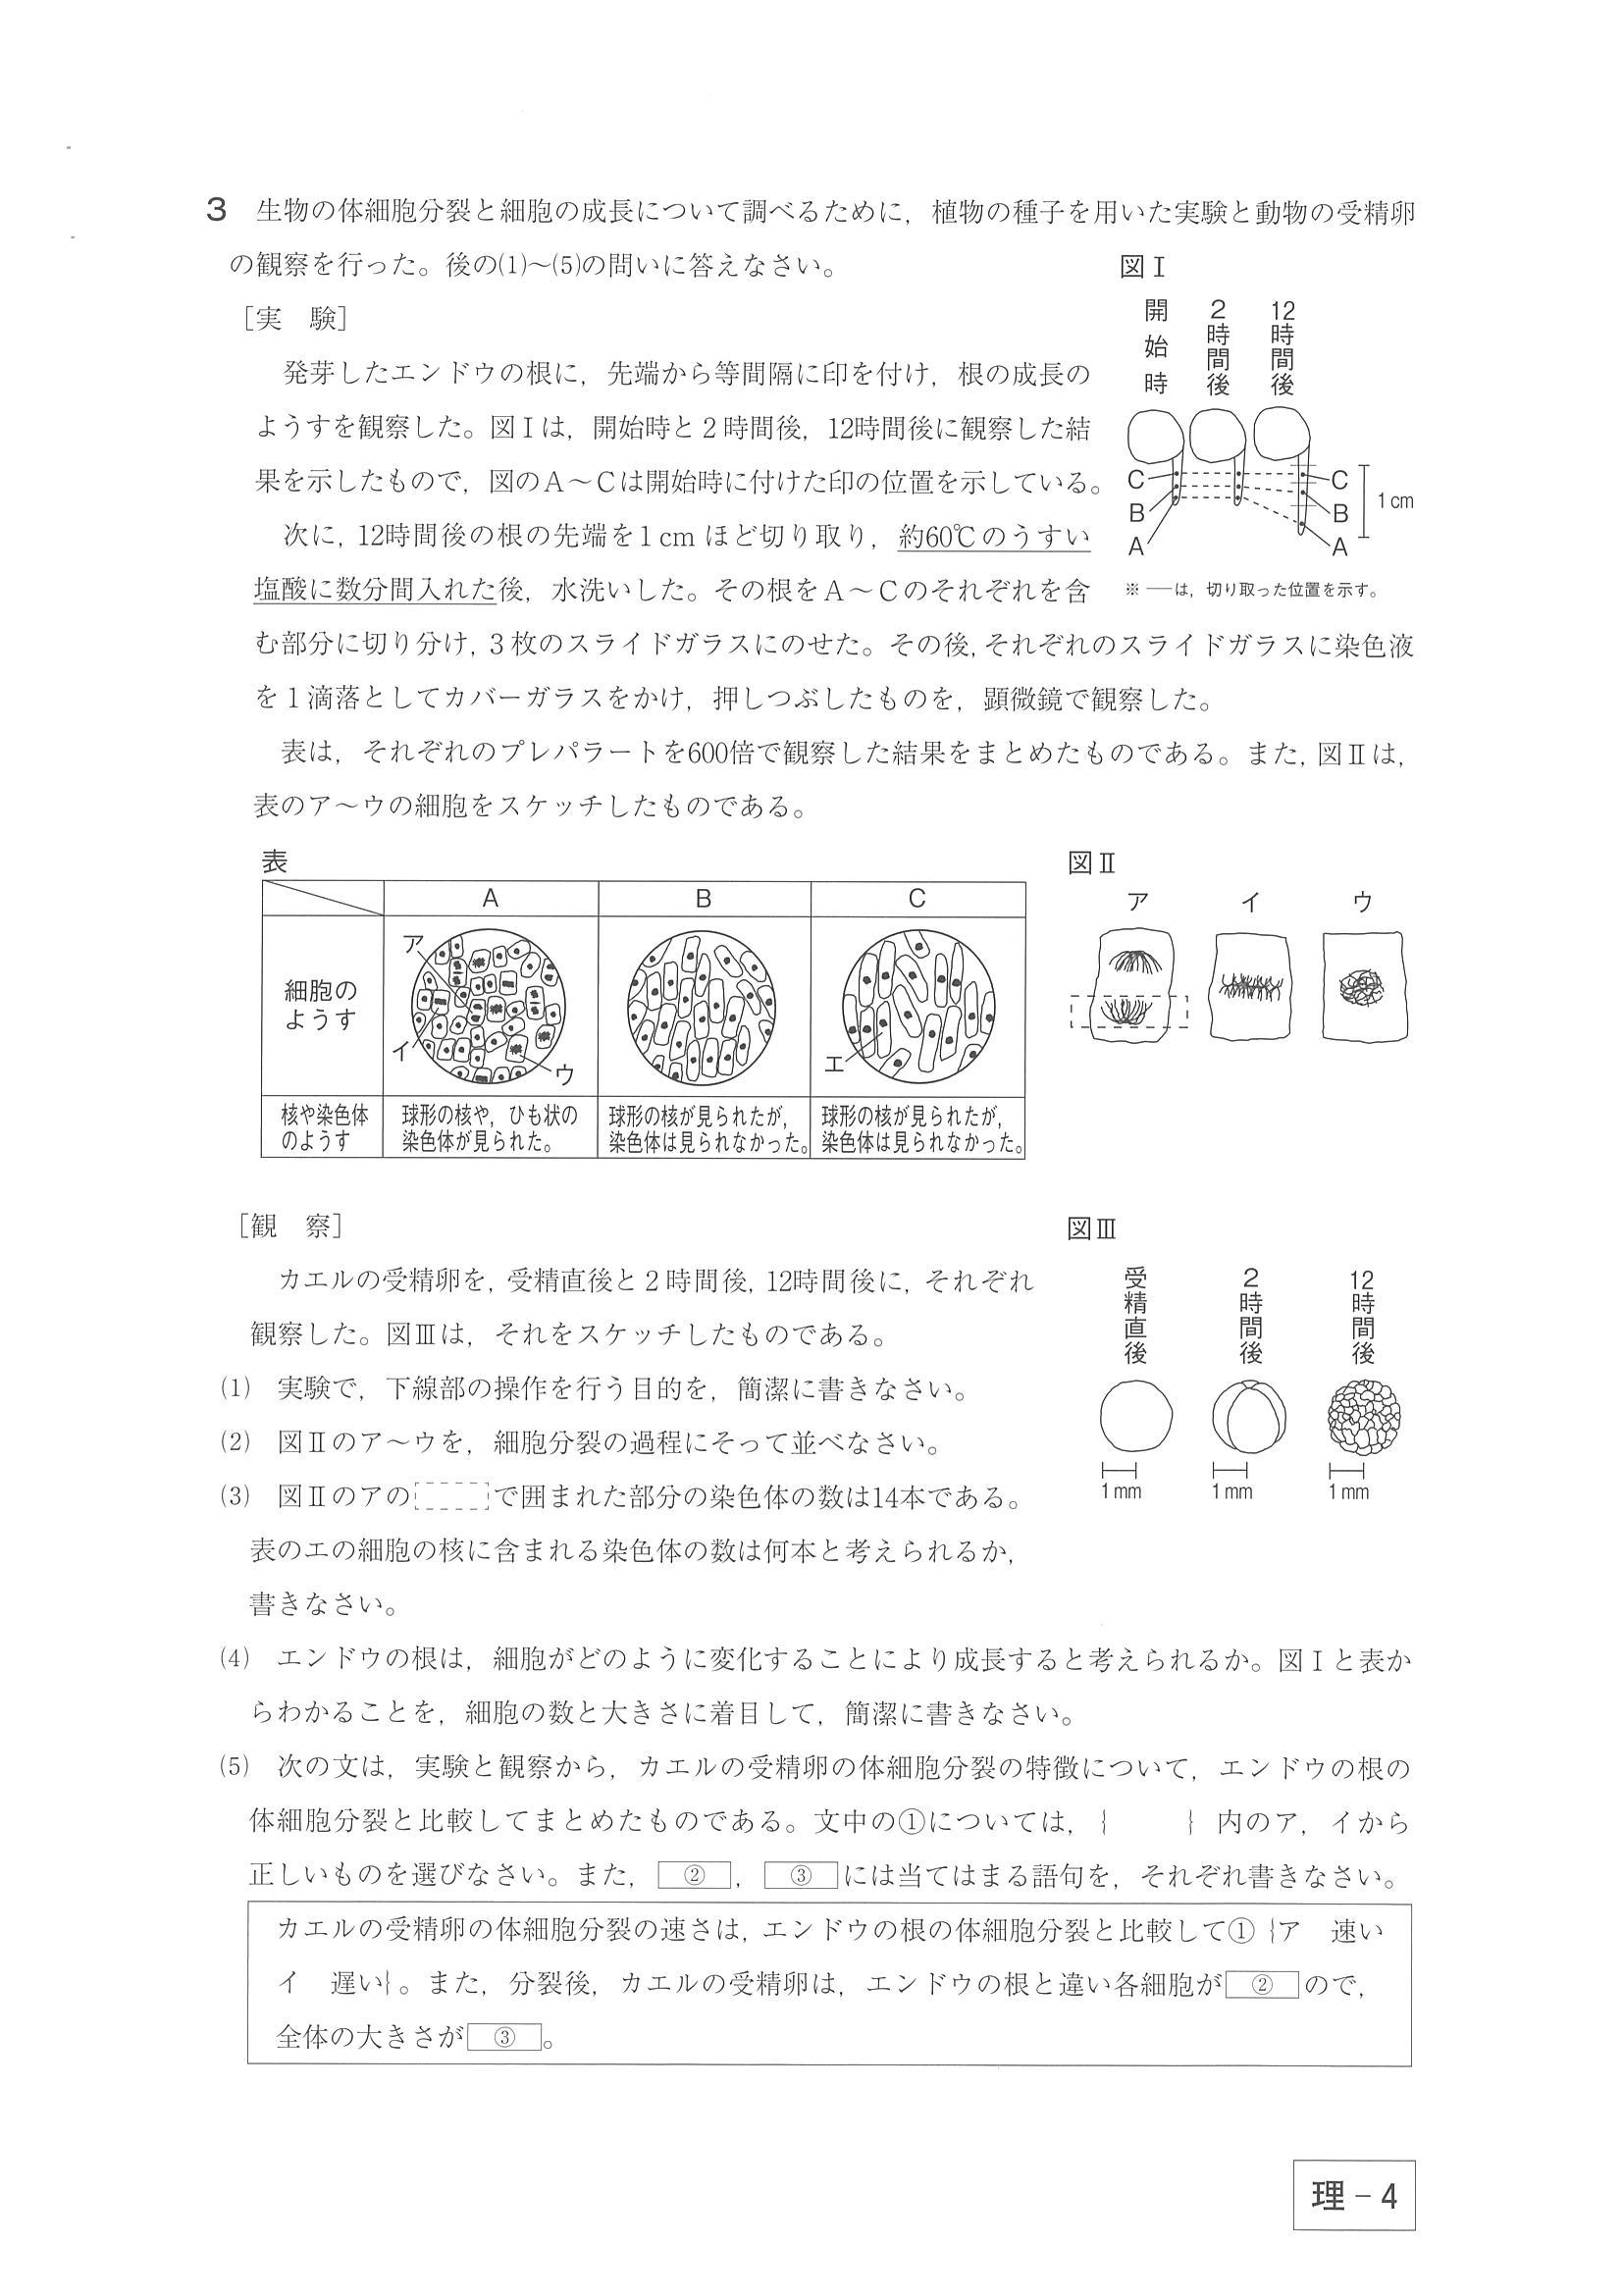 3　生物の体細胞分裂と細胞の成長について調べるために，植物の種子を用いた実験と動物の受精卵
の観察を行った。後の⑴〜⑸の問いに答えなさい。
［実　験］
発芽したエンドウの根に，先端から等間隔に印を付け，根の成長の
ようすを観察した。図Ⅰは，開始時と２時間後，12時間後に観察した結
果を示したもので，図のＡ〜Ｃは開始時に付けた印の位置を示している。
次に，12時間後の根の先端を１cm ほど切り取り，約60℃のうすい
塩酸に数分間入れた後，水洗いした。その根をＡ〜Ｃのそれぞれを含
む部分に切り分け，３枚のスライドガラスにのせた。その後，それぞれのスライドガラスに染色液
を１滴落としてカバーガラスをかけ，押しつぶしたものを，顕微鏡で観察した。
表は，それぞれのプレパラートを600倍で観察した結果をまとめたものである。また，図Ⅱは，
表のア〜ウの細胞をスケッチしたものである。
図Ⅰ
開始時
２時間後
12時間後
C
B
A
C
B
A
1 cm
※ ―は，切り取った位置を示す。
表
A　B　C
細胞の
ようす
ア
イ
ウ
エ
核や染色体
のようす
球形の核や，ひも状の
染色体が見られた。
球形の核が見られたが，
染色体は見られなかった。
球形の核が見られたが，
染色体は見られなかった。
図Ⅱ
ア　イ　ウ
［観　察］
カエルの受精卵を，受精直後と２時間後，12時間後に，それぞれ
観察した。図Ⅲは，それをスケッチしたものである。
図Ⅲ
受精直後
２時間後
12時間後
1 mm　1 mm　1 mm
⑴　実験で，下線部の操作を行う目的を，簡潔に書きなさい。
⑵　図Ⅱのア〜ウを，細胞分裂の過程にそって並べなさい。
⑶　図Ⅱのアの　　　で囲まれた部分の染色体の数は14本である。
表のエの細胞の核に含まれる染色体の数は何本と考えられるか，
書きなさい。
⑷　エンドウの根は，細胞がどのように変化することにより成長すると考えられるか。図Ⅰと表か
らわかることを，細胞の数と大きさに着目して，簡潔に書きなさい。
⑸　次の文は，実験と観察から，カエルの受精卵の体細胞分裂の特徴について，エンドウの根の
体細胞分裂と比較してまとめたものである。文中の①については，｛　　｝内のア，イから
正しいものを選びなさい。また，②，③には当てはまる語句を，それぞれ書きなさい。
カエルの受精卵の体細胞分裂の速さは，エンドウの根の体細胞分裂と比較して①｛ア　速い
イ　遅い｝。また，分裂後，カエルの受精卵は，エンドウの根と違い各細胞が②ので，
全体の大きさが③。
理－4